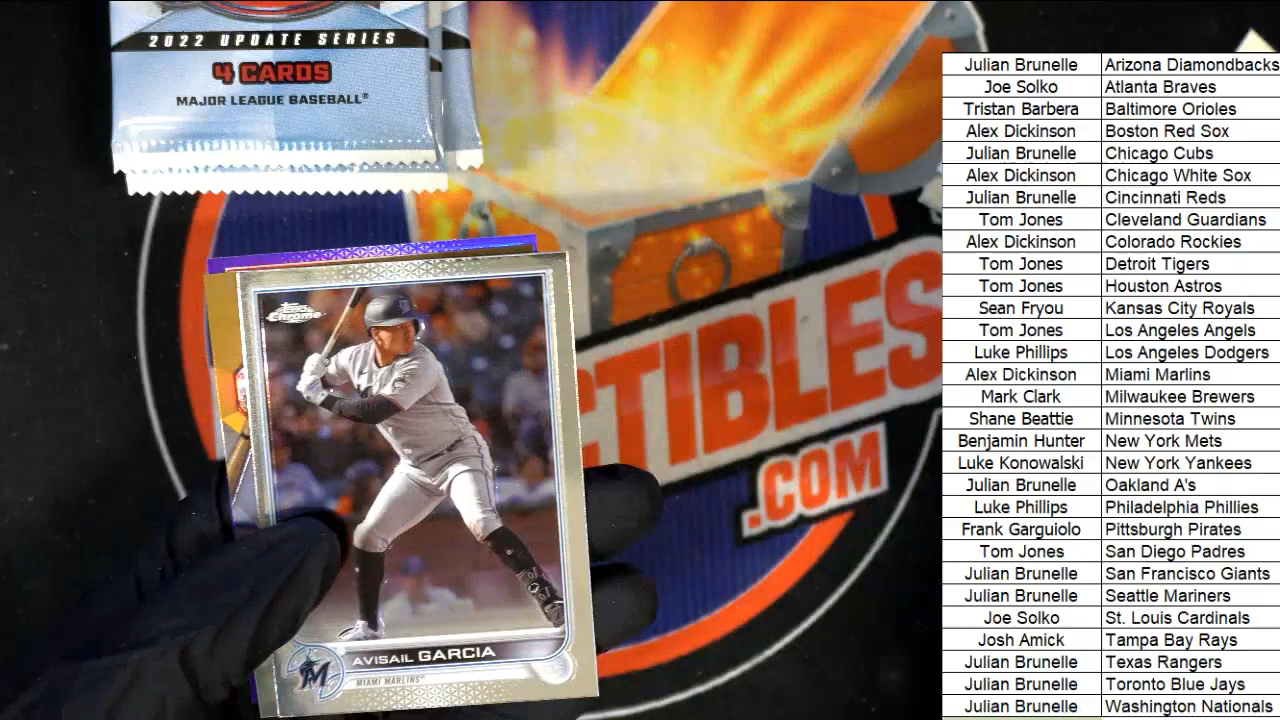 2022 UPDATE SERIES
4 CARDS
MAJOR LEAGUE BASEBALL®
Topps
Chrome
AVISAIL GARCIA
MIAMI MARLINS®
CTIBLES
.COM
Julian Brunelle Arizona Diamondbacks
Joe Solko Atlanta Braves
Tristan Barbera Baltimore Orioles
Alex Dickinson Boston Red Sox
Julian Brunelle Chicago Cubs
Alex Dickinson Chicago White Sox
Julian Brunelle Cincinnati Reds
Tom Jones Cleveland Guardians
Alex Dickinson Colorado Rockies
Tom Jones Detroit Tigers
Tom Jones Houston Astros
Sean Fryou Kansas City Royals
Tom Jones Los Angeles Angels
Luke Phillips Los Angeles Dodgers
Alex Dickinson Miami Marlins
Mark Clark Milwaukee Brewers
Shane Beattie Minnesota Twins
Benjamin Hunter New York Mets
Luke Konowalski New York Yankees
Julian Brunelle Oakland A's
Luke Phillips Philadelphia Phillies
Frank Garguiolo Pittsburgh Pirates
Tom Jones San Diego Padres
Julian Brunelle San Francisco Giants
Julian Brunelle Seattle Mariners
Joe Solko St. Louis Cardinals
Josh Amick Tampa Bay Rays
Julian Brunelle Texas Rangers
Julian Brunelle Toronto Blue Jays
Julian Brunelle Washington Nationals